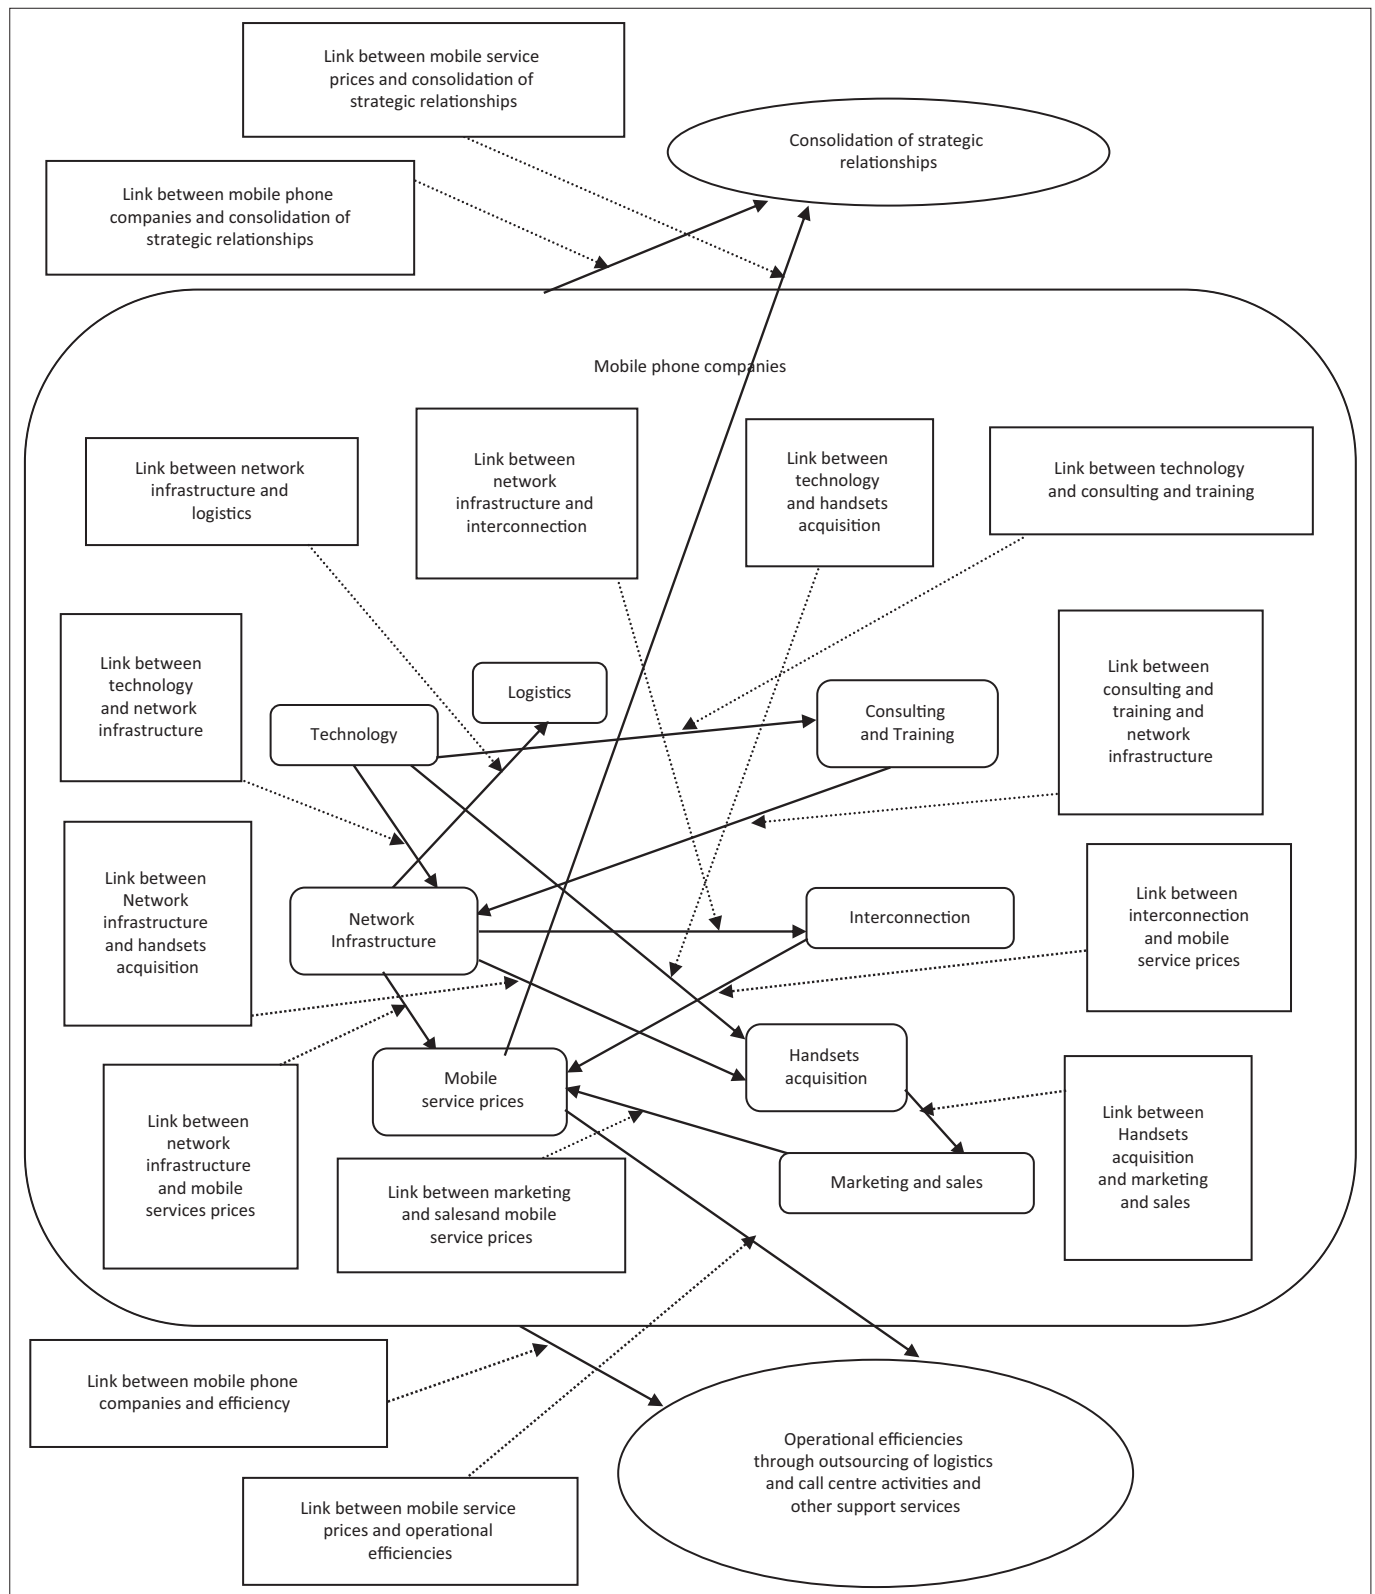 Link between mobile service
prices and consolidation of
strategic relationships
Consolidation of strategic
relationships
Link between mobile phone
companies and consolidation of
strategic relationships
Mobile phone companies
Link between network
infrastructure and
logistics
Link between
network
infrastructure and
interconnection
Link between
technology
and handsets
acquisition
Link between technology
and consulting and training
Link between
technology
and network
infrastructure
Logistics
Technology
Consulting
and Training
Link between
consulting and
training and
network
infrastructure
Link between
Network
infrastructure
and handsets
acquisition
Network
Infrastructure
Interconnection
Link between
interconnection
and mobile
service prices
Mobile
service prices
Handsets
acquisition
Link between
network
infrastructure
and mobile
services prices
Link between marketing
and salesand mobile
service prices
Marketing and sales
Link between
Handsets
acquisition
and marketing
and sales
Link between mobile phone
companies and efficiency
Operational efficiencies
through outsourcing of logistics
and call centre activities and
other support services
Link between mobile service
prices and operational
efficiencies